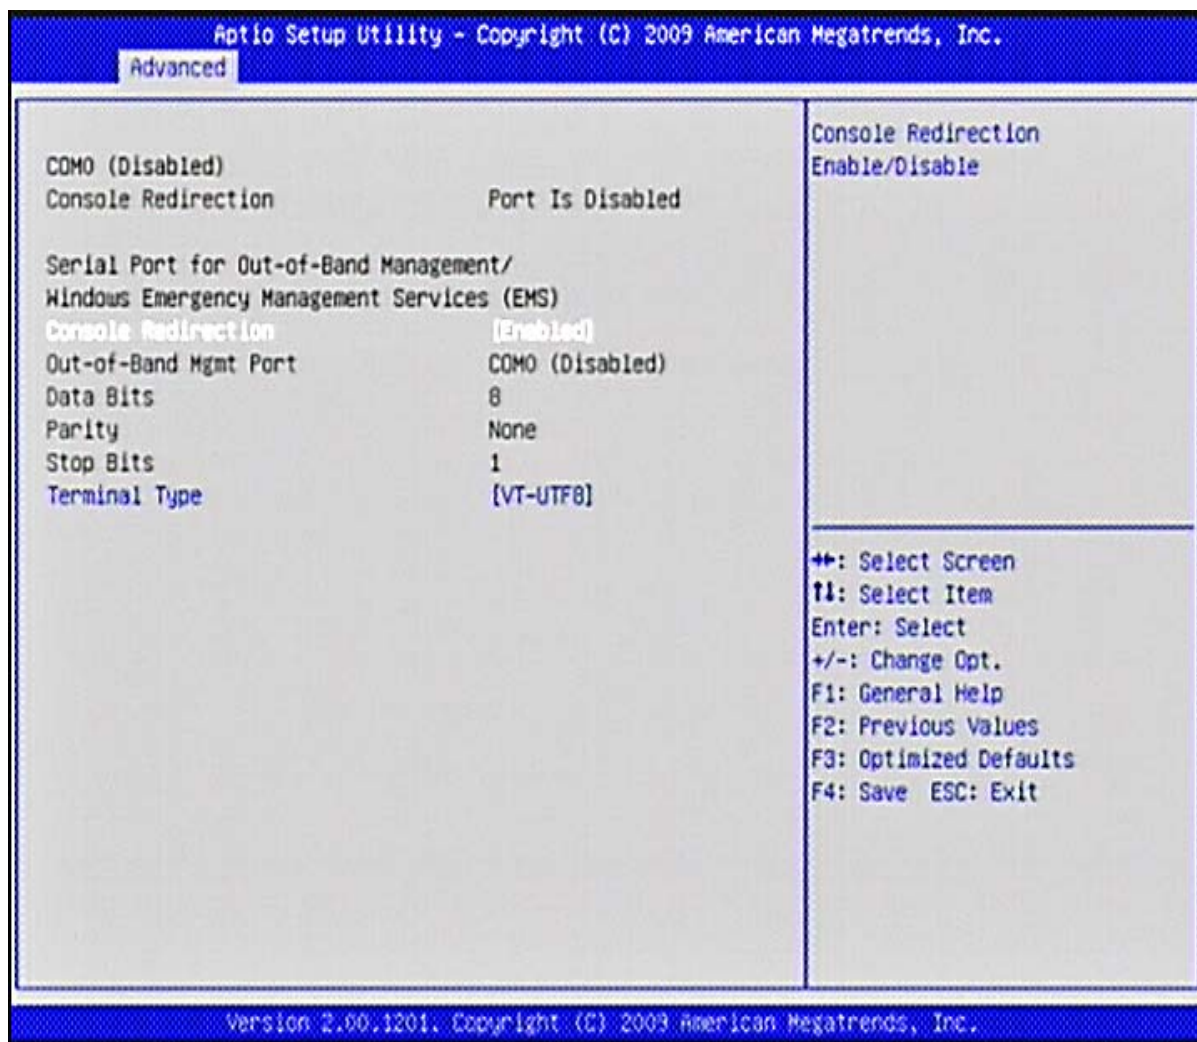 Aptio Setup Utility - Copyright (C) 2009 American Megatrends, Inc.
Advanced
COM0 (Disabled)
Console Redirection Port Is Disabled
Serial Port for Out-of-Band Management/
Windows Emergency Management Services (EMS)
Console Redirection [Enabled]
Out-of-Band Mgmt Port COM0 (Disabled)
Data Bits 8
Parity None
Stop Bits 1
Terminal Type [VT-UTF8]
Console Redirection
Enable/Disable
→←: Select Screen
↑↓: Select Item
Enter: Select
+/-: Change Opt.
F1: General Help
F2: Previous Values
F3: Optimized Defaults
F4: Save ESC: Exit
Version 2.00.1201. Copyright (C) 2009 American Megatrends, Inc.